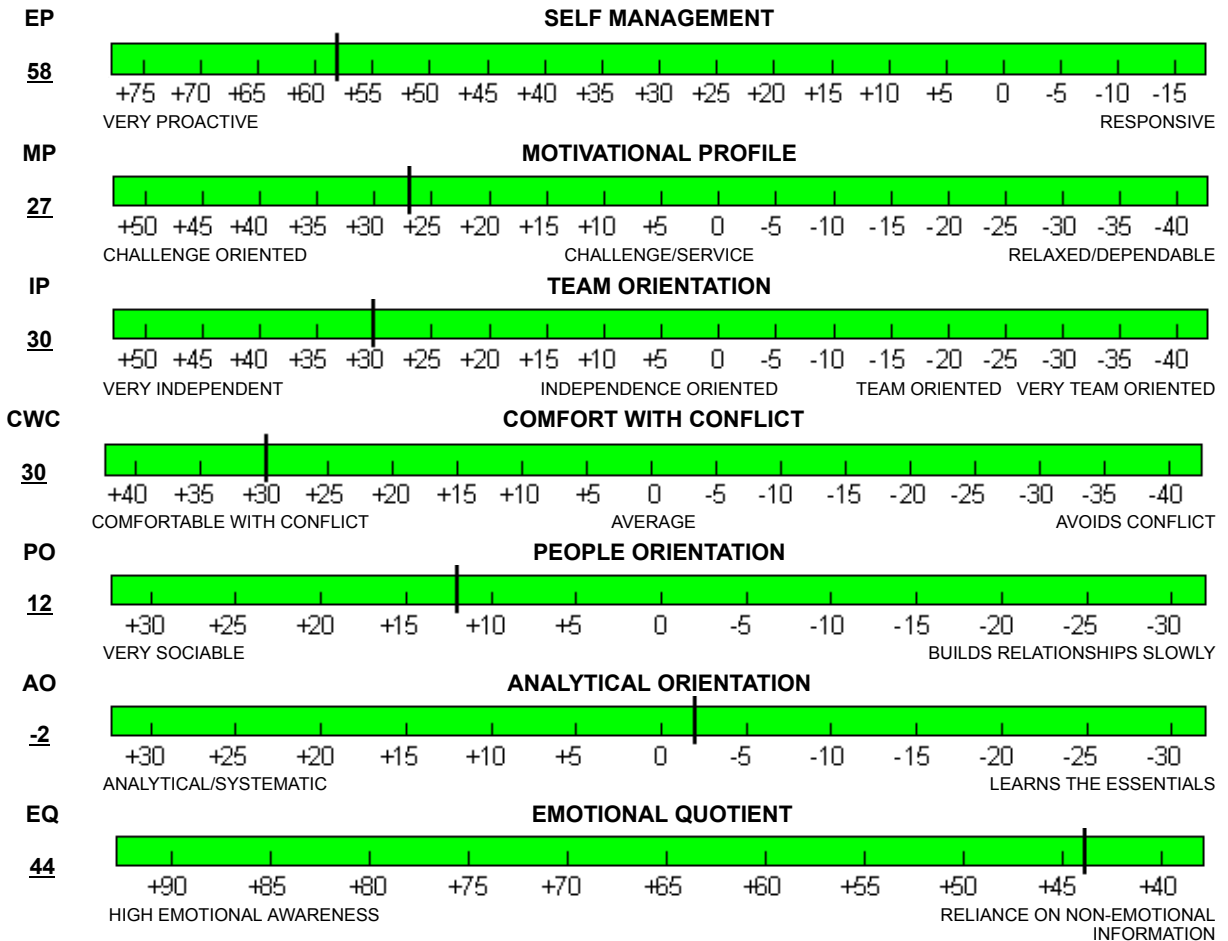 EP SELF MANAGEMENT
58
+75 +70 +65 +60 +55 +50 +45 +40 +35 +30 +25 +20 +15 +10 +5 0 -5 -10 -15
VERY PROACTIVE RESPONSIVE
MP MOTIVATIONAL PROFILE
27
+50 +45 +40 +35 +30 +25 +20 +15 +10 +5 0 -5 -10 -15 -20 -25 -30 -35 -40
CHALLENGE ORIENTED CHALLENGE/SERVICE RELAXED/DEPENDABLE
IP TEAM ORIENTATION
30
+50 +45 +40 +35 +30 +25 +20 +15 +10 +5 0 -5 -10 -15 -20 -25 -30 -35 -40
VERY INDEPENDENT INDEPENDENCE ORIENTED TEAM ORIENTED VERY TEAM ORIENTED
CWC COMFORT WITH CONFLICT
30
+40 +35 +30 +25 +20 +15 +10 +5 0 -5 -10 -15 -20 -25 -30 -35 -40
COMFORTABLE WITH CONFLICT AVERAGE AVOIDS CONFLICT
PO PEOPLE ORIENTATION
12
+30 +25 +20 +15 +10 +5 0 -5 -10 -15 -20 -25 -30
VERY SOCIABLE BUILDS RELATIONSHIPS SLOWLY
AO ANALYTICAL ORIENTATION
-2
+30 +25 +20 +15 +10 +5 0 -5 -10 -15 -20 -25 -30
ANALYTICAL/SYSTEMATIC LEARNS THE ESSENTIALS
EQ EMOTIONAL QUOTIENT
44
+90 +85 +80 +75 +70 +65 +60 +55 +50 +45 +40
HIGH EMOTIONAL AWARENESS RELIANCE ON NON-EMOTIONAL
INFORMATION